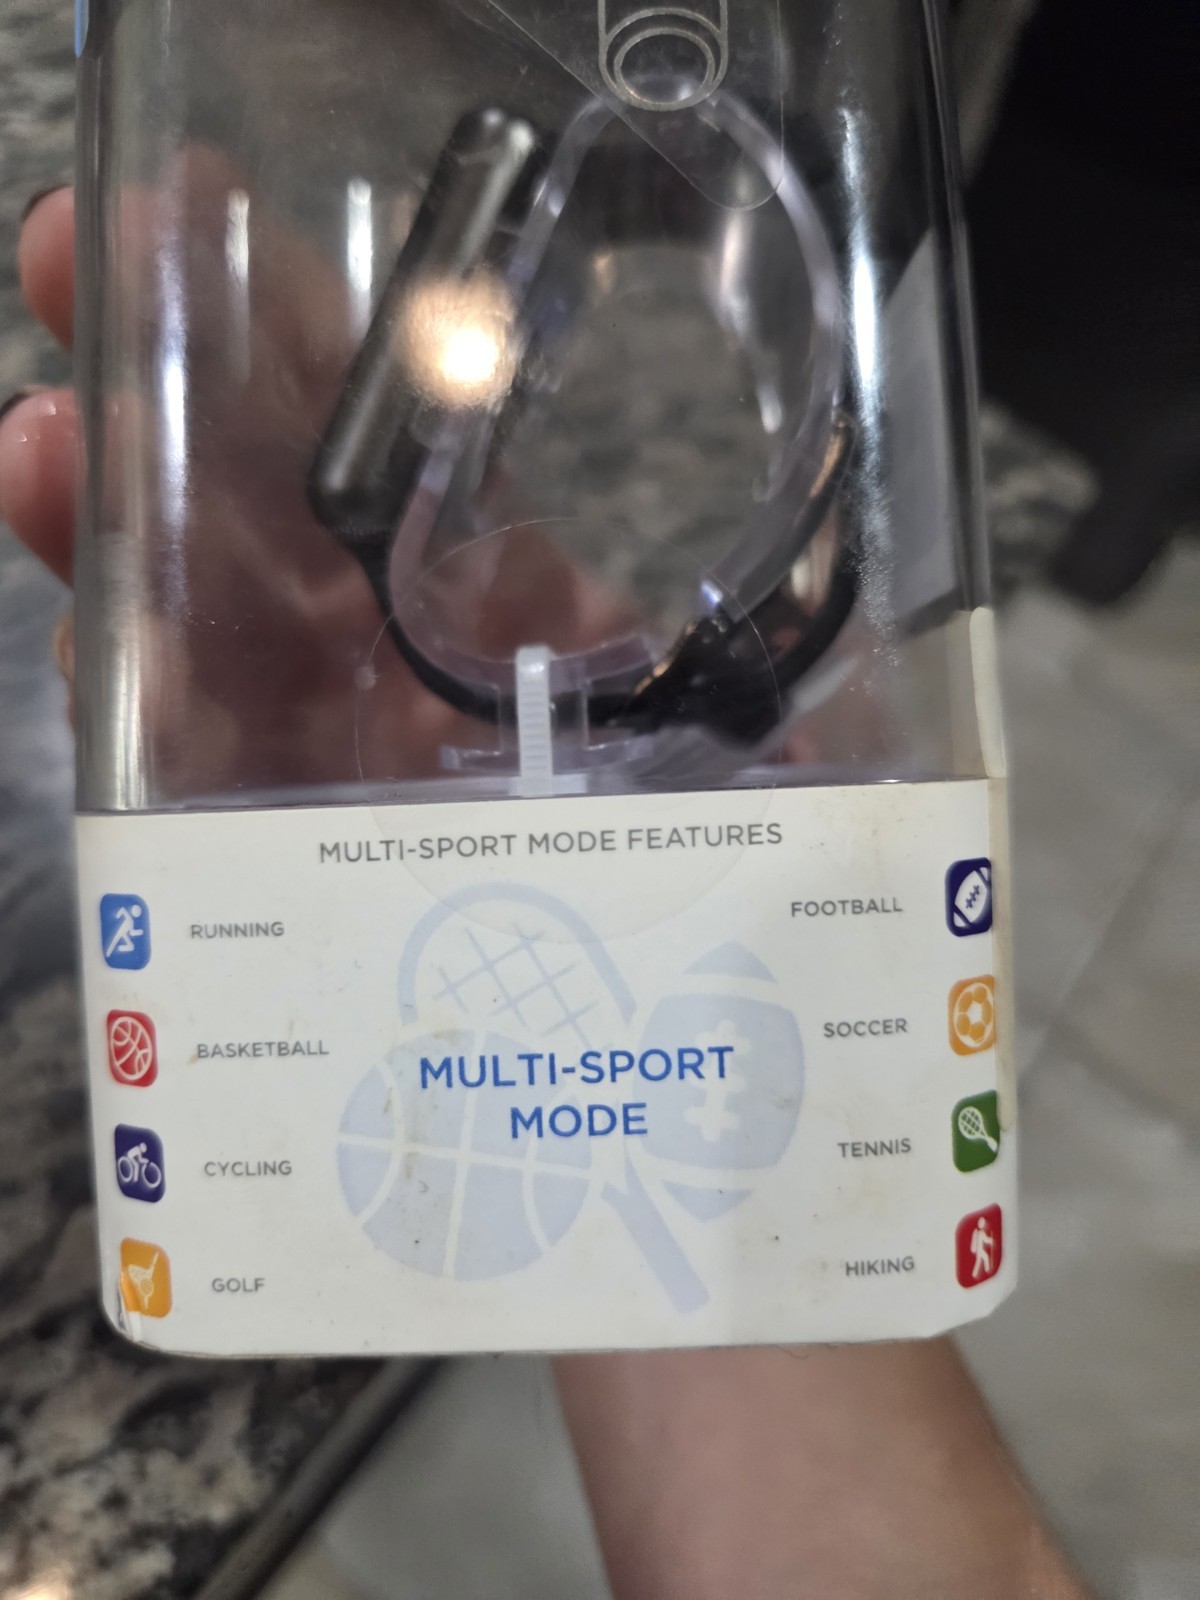 MULTI-SPORT MODE FEATURES
RUNNING
BASKETBALL
CYCLING
GOLF
MULTI-SPORT
MODE
FOOTBALL
SOCCER
TENNIS
HIKING